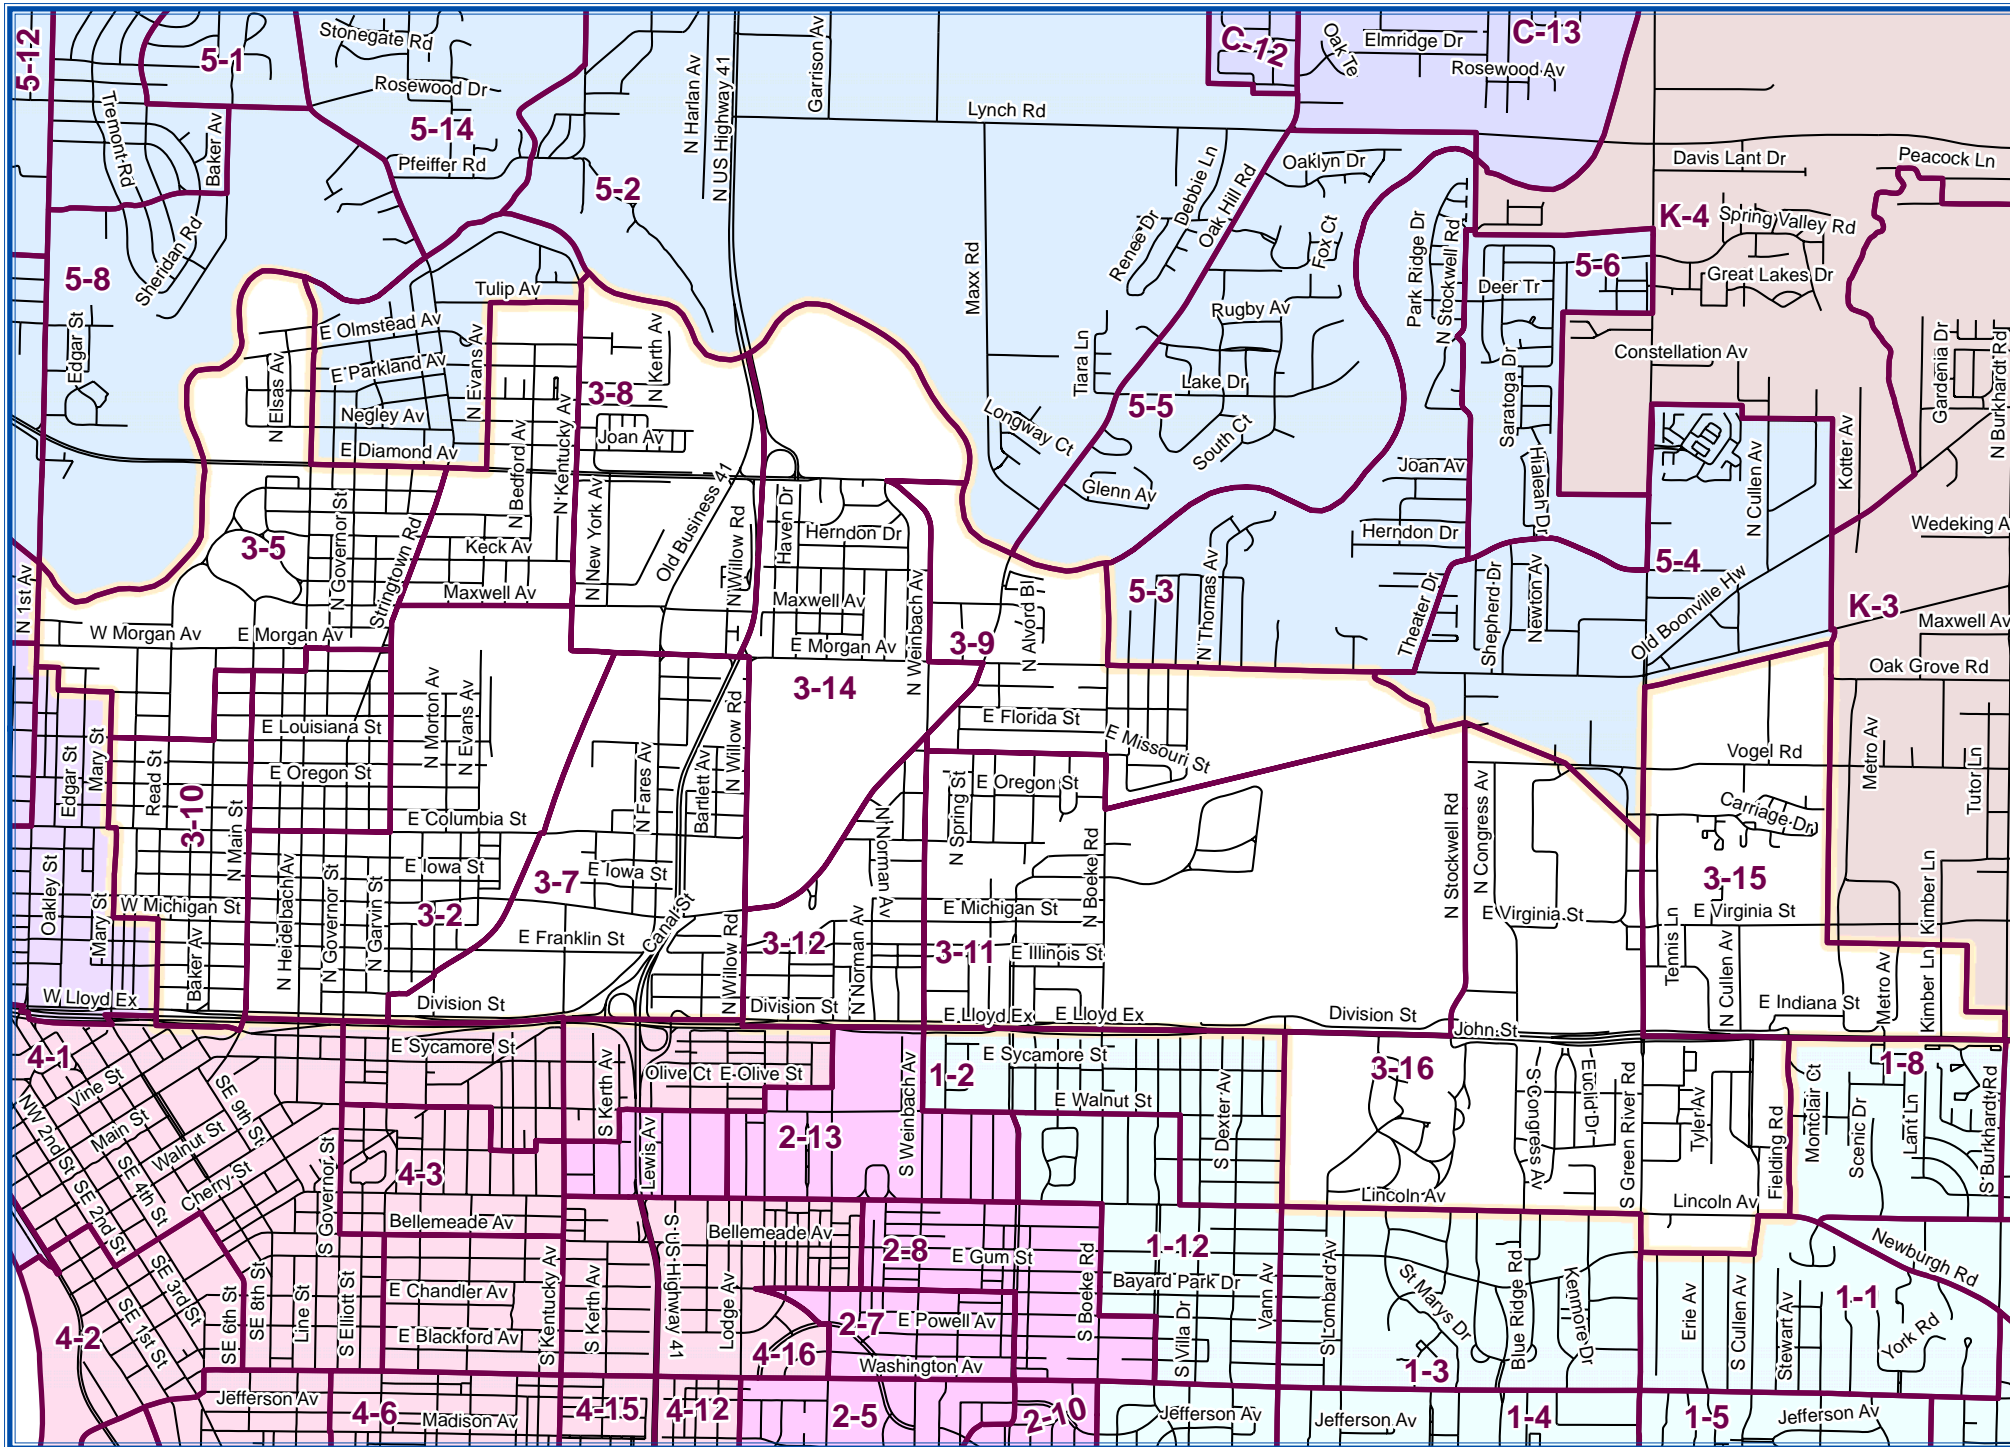 5-12
5-1
Stonegate Rd
Rosewood Dr
5-14
Pfeiffer Rd
Tremont Rd
Baker Av
5-2
N Harlan Av
N US Highway 41
Garrison Av
Lynch Rd
C-12
Oak Te
Elmridge Dr
C-13
Rosewood Av
Davis Lant Dr
Peacock Ln
K-4
Spring Valley Rd
Great Lakes Dr
Oaklyn Dr
Debbie Ln
Oak Hill Rd
Renee Dr
Fox Ct
Park Ridge Dr
N Stockwell Rd
5-6
Deer Tr
5-8
Sheridan Rd
Edgar St
Tulip Av
E Olmstead Av
E Parkland Av
N Evans Av
N Elsas Av
Negley Av
E Diamond Av
N Bedford Av
N Kentucky Av
3-8
N Kerth Av
Joan Av
Maxx Rd
Rugby Av
Tiara Ln
Lake Dr
5-5
South Ct
Longway Ct
Glenn Av
Saratoga Dr
Constellation Av
Gardenia Dr
N Burkhardt Rd
Kotter Av
N Cullen Av
Hialeah Dr
Joan Av
Herndon Dr
Wedeking A
3-5
N Governor St
Stringtown Rd
Keck Av
Maxwell Av
N New York Av
Old Business 41
N Willow Rd
Haven Dr
Herndon Dr
Maxwell Av
E Morgan Av
N Weinbach Av
N 1st Av
W Morgan Av
E Morgan Av
3-9
N Alvord Bl
5-3
N Thomas Av
Theater Dr
Shepherd Dr
Newton Av
5-4
Old Boonville Hw
K-3
Maxwell Av
Oak Grove Rd
3-14
N Morton Av
N Evans Av
E Louisiana St
E Oregon St
Edgar St
Mary St
Read St
3-10
N Main St
E Columbia St
N Fares Av
Bartlett Av
N Willow Rd
E Florida St
E Missouri St
E Oregon St
N Spring St
Vogel Rd
Metro Av
Tutor Ln
Carriage Dr
N Stockwell Rd
N Congress Av
N Norman Av
N Boeke Rd
Oakley St
Mary St
W Michigan St
N Heidelbach Av
N Governor St
N Garvin St
E Iowa St
3-2
3-7
E Iowa St
E Franklin St
Canal St
Baker Av
W Lloyd Ex
Division St
N Willow Rd
3-12
Division St
N Norman Av
E Michigan St
3-11
E Illinois St
E Lloyd Ex
E Lloyd Ex
Division St
John St
E Virginia St
3-15
E Virginia St
Tennis Ln
N Cullen Av
E Indiana St
Metro Av
Kimber Ln
Kimber Ln
4-1
Vine St
NW 2nd St
Main St
Walnut St
SE 9th St
SE 4th St
Cherry St
SE 2nd St
E Sycamore St
S Kerth Av
Olive Ct
E Olive St
S Weinbach Av
1-2
E Sycamore St
E Walnut St
S Dexter Av
3-16
S Congress Av
Euclid Dr
S Green River Rd
Tyler Av
Fielding Rd
Montclair Ct
1-8
Scenic Dr
Lant Ln
S Burkhardt Rd
4-3
S Governor St
Lewis Av
2-13
Lincoln Av
Lincoln Av
Bellemeade Av
S US Highway 41
Bellemeade Av
2-8
E Gum St
S Boeke Rd
1-12
Bayard Park Dr
Vann Av
S Lombard Av
St Marys Dr
Blue Ridge Rd
Kenmore Dr
Newburgh Rd
Erie Av
S Cullen Av
Stewart Av
1-1
York Rd
4-2
SE 3rd St
SE 1st St
SE 6th St
SE 8th St
Line St
S Elliott St
E Chandler Av
E Blackford Av
S Kentucky Av
S Kerth Av
Lodge Av
2-7
E Powell Av
4-16
Washington Av
S Villa Dr
1-3
Jefferson Av
4-6
Madison Av
4-15
4-12
2-5
2-10
Jefferson Av
Jefferson Av
1-4
1-5
Jefferson Av